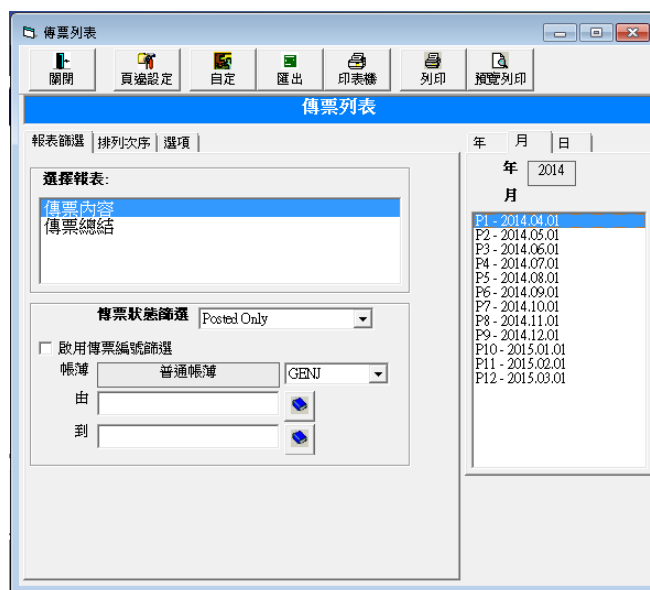 傳票列表
關閉 頁邊設定 自定 匯出 印表機 列印 預覽列印
傳票列表
報表篩選 排列次序 選項
年 月 日
年 2014
月
選擇報表:
傳票內容
傳票總結
P1 - 2014.04.01
P2 - 2014.05.01
P3 - 2014.06.01
P4 - 2014.07.01
P5 - 2014.08.01
P6 - 2014.09.01
P7 - 2014.10.01
P8 - 2014.11.01
P9 - 2014.12.01
P10 - 2015.01.01
P11 - 2015.02.01
P12 - 2015.03.01
傳票狀態篩選 Posted Only
啟用傳票編號篩選
帳簿 普通帳簿 GENJ
由
到